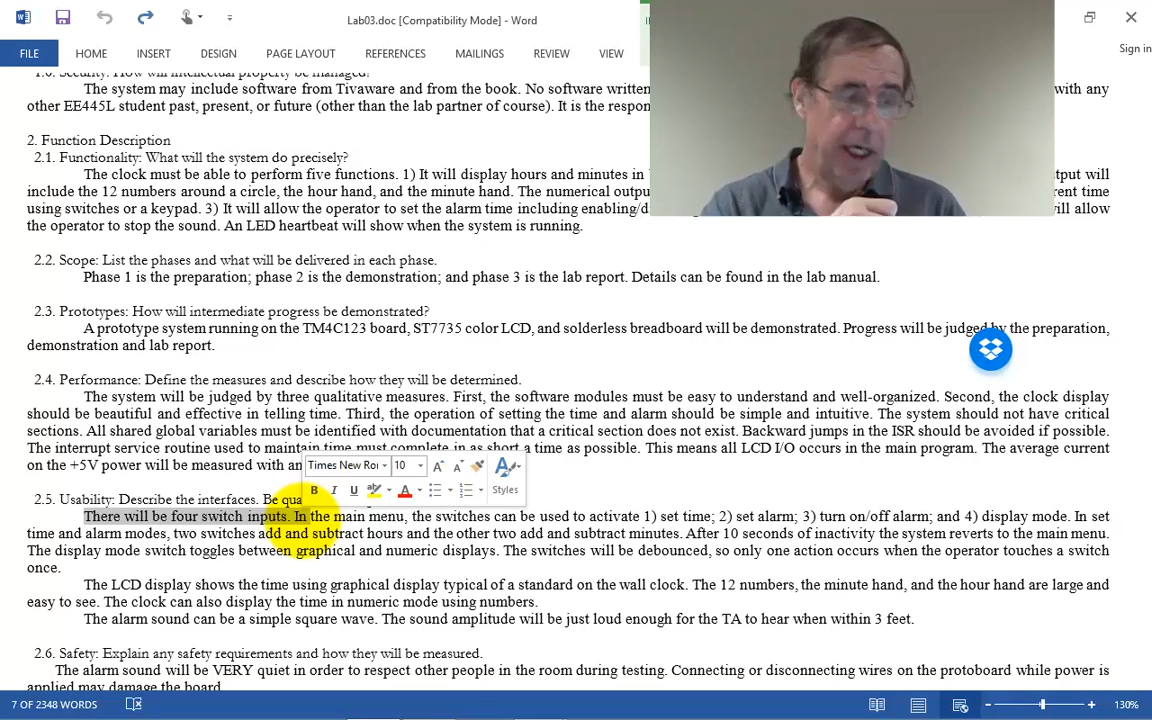 Lab03.doc [Compatibility Mode] - Word
FILE HOME INSERT DESIGN PAGE LAYOUT REFERENCES MAILINGS REVIEW VIEW
Sign in
1.6. Security: How will intellectual property be managed?
The system may include software from Tivaware and from the book. No software written with any
other EE445L student past, present, or future (other than the lab partner of course). It is the respon
2. Function Description
2.1. Functionality: What will the system do precisely?
The clock must be able to perform five functions. 1) It will display hours and minutes in tput will
include the 12 numbers around a circle, the hour hand, and the minute hand. The numerical outpu rent time
using switches or a keypad. 3) It will allow the operator to set the alarm time including enabling/d will allow
the operator to stop the sound. An LED heartbeat will show when the system is running.
2.2. Scope: List the phases and what will be delivered in each phase.
Phase 1 is the preparation; phase 2 is the demonstration; and phase 3 is the lab report. Details can be found in the lab manual.
2.3. Prototypes: How will intermediate progress be demonstrated?
A prototype system running on the TM4C123 board, ST7735 color LCD, and solderless breadboard will be demonstrated. Progress will be judged by the preparation,
demonstration and lab report.
2.4. Performance: Define the measures and describe how they will be determined.
The system will be judged by three qualitative measures. First, the software modules must be easy to understand and well-organized. Second, the clock display
should be beautiful and effective in telling time. Third, the operation of setting the time and alarm should be simple and intuitive. The system should not have critical
sections. All shared global variables must be identified with documentation that a critical section does not exist. Backward jumps in the ISR should be avoided if possible.
The interrupt service routine used to maintain time must complete in as short a time as possible. This means all LCD I/O occurs in the main program. The average current
on the +5V power will be measured with an
Times New Ro 10
Styles
2.5. Usability: Describe the interfaces. Be qua
There will be four switch inputs. In the main menu, the switches can be used to activate 1) set time; 2) set alarm; 3) turn on/off alarm; and 4) display mode. In set
time and alarm modes, two switches add and subtract hours and the other two add and subtract minutes. After 10 seconds of inactivity the system reverts to the main menu.
The display mode switch toggles between graphical and numeric displays. The switches will be debounced, so only one action occurs when the operator touches a switch
once.
The LCD display shows the time using graphical display typical of a standard on the wall clock. The 12 numbers, the minute hand, and the hour hand are large and
easy to see. The clock can also display the time in numeric mode using numbers.
The alarm sound can be a simple square wave. The sound amplitude will be just loud enough for the TA to hear when within 3 feet.
2.6. Safety: Explain any safety requirements and how they will be measured.
The alarm sound will be VERY quiet in order to respect other people in the room during testing. Connecting or disconnecting wires on the protoboard while power is
applied may damage the board.
7 OF 2348 WORDS
130%